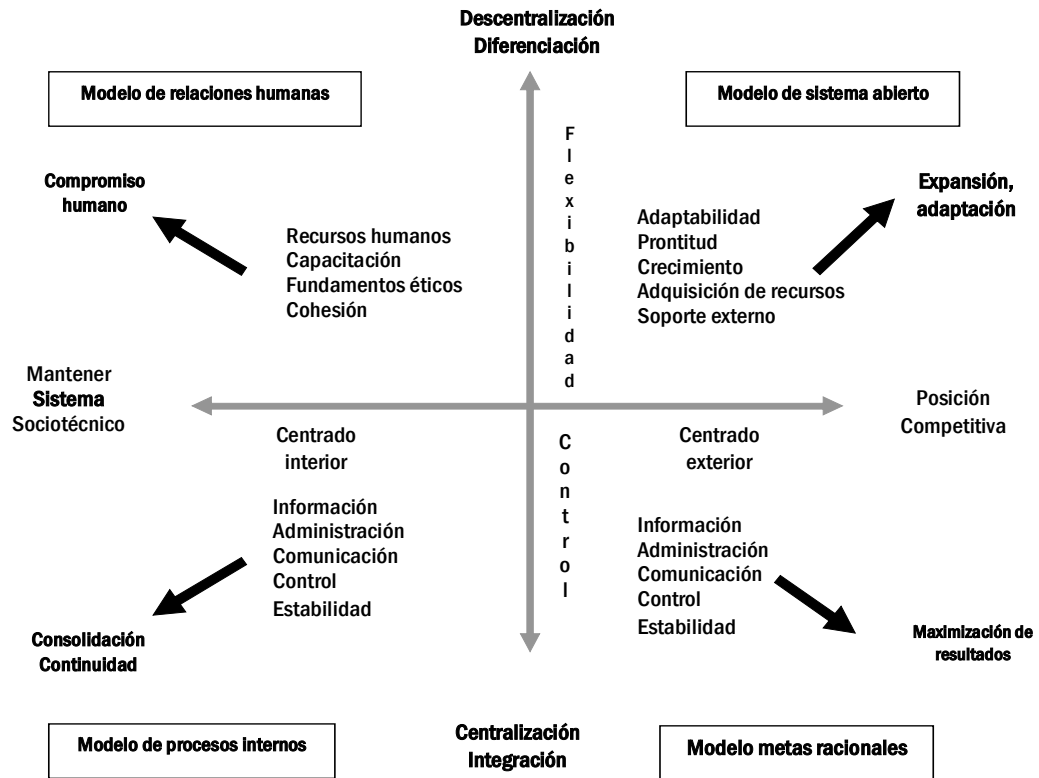 Descentralización
Diferenciación
Modelo de relaciones humanas
Modelo de sistema abierto
Flexibilidad
Compromiso
humano
Recursos humanos
Capacitación
Fundamentos éticos
Cohesión
Adaptabilidad
Prontitud
Crecimiento
Adquisición de recursos
Soporte externo
Expansión,
adaptación
Mantener
Sistema
Sociotécnico
Posición
Competitiva
Centrado
interior
Control
Centrado
exterior
Información
Administración
Comunicación
Control
Estabilidad
Información
Administración
Comunicación
Control
Estabilidad
Consolidación
Continuidad
Maximización de
resultados
Modelo de procesos internos
Centralización
Integración
Modelo metas racionales